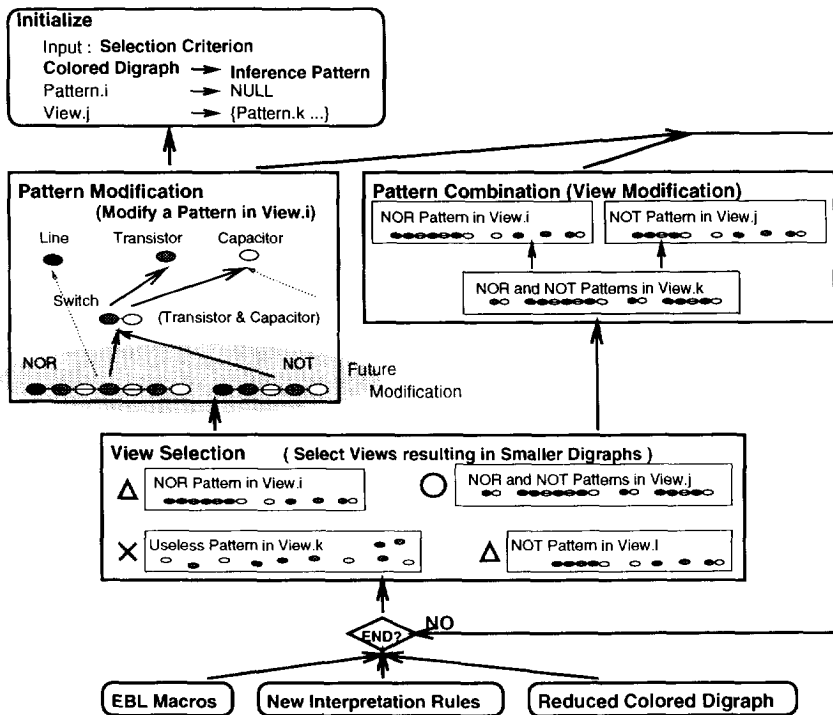 Initialize
Input : Selection Criterion
Colored Digraph Inference Pattern
Pattern.i NULL
View.j {Pattern.k ...}
Pattern Modification
(Modify a Pattern in View.i)
Line Transistor Capacitor
Switch (Transistor & Capacitor)
NOR NOT Future
Modification
Pattern Combination (View Modification)
NOR Pattern in View.i NOT Pattern in View.j
NOR and NOT Patterns in View.k
View Selection ( Select Views resulting in Smaller Digraphs )
NOR Pattern in View.i NOR and NOT Patterns in View.j
Useless Pattern in View.k NOT Pattern in View.l
END? NO
EBL Macros New Interpretation Rules Reduced Colored Digraph